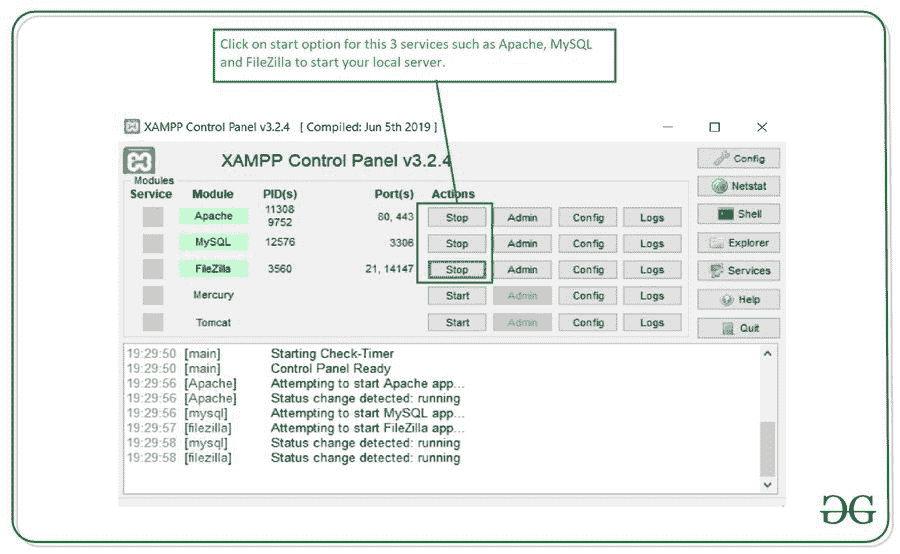 Click on start option for this 3 services such as Apache, MySQL
and FileZilla to start your local server.
XAMPP Control Panel v3.2.4 [ Compiled: Jun 5th 2019 ]
XAMPP Control Panel v3.2.4
Modules
Service Module PID(s) Port(s) Actions
Apache 11308 9752 80, 443 Stop Admin Config Logs
MySQL 12576 3306 Stop Admin Config Logs
FileZilla 3560 21, 14147 Stop Admin Config Logs
Mercury Start Admin Config Logs
Tomcat Start Admin Config Logs
Config
Netstat
Shell
Explorer
Services
Help
Quit
19:29:50 [main] Starting Check-Timer
19:29:50 [main] Control Panel Ready
19:29:56 [Apache] Attempting to start Apache app...
19:29:56 [Apache] Status change detected: running
19:29:56 [mysql] Attempting to start MySQL app...
19:29:57 [filezilla] Attempting to start FileZilla app...
19:29:58 [mysql] Status change detected: running
19:29:58 [filezilla] Status change detected: running